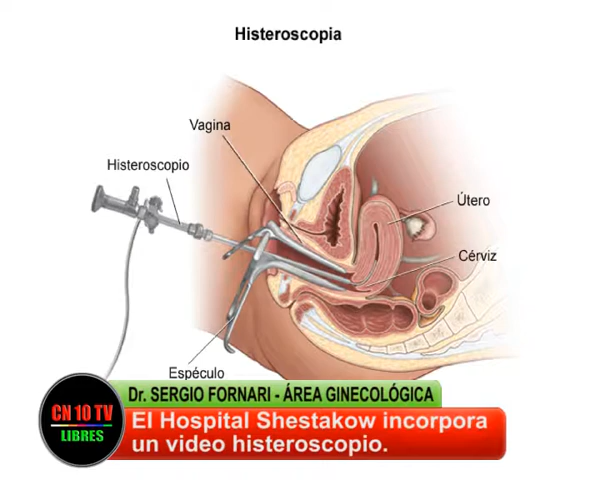 Histeroscopia
Vagina
Histeroscopio
Útero
Cérviz
Espéculo
CN 10 TV
LIBRES
Dr. SERGIO FORNARI - ÁREA GINECOLÓGICA
El Hospital Shestakow incorpora
un video histeroscopio.